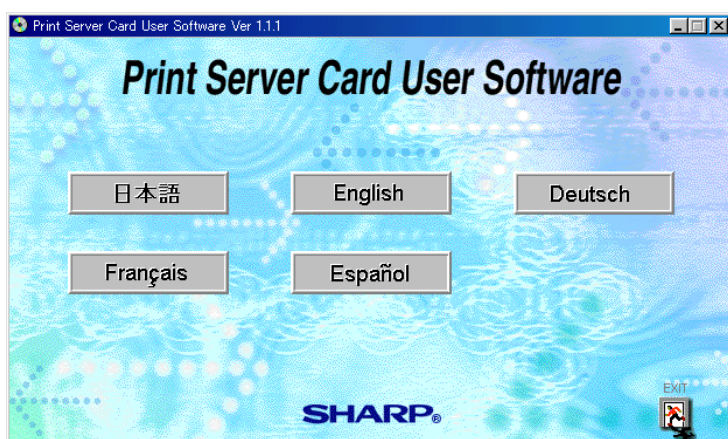 Print Server Card User Software Ver 1.1.1
Print Server Card User Software
日本語
English
Deutsch
Français
Español
EXIT
SHARP®